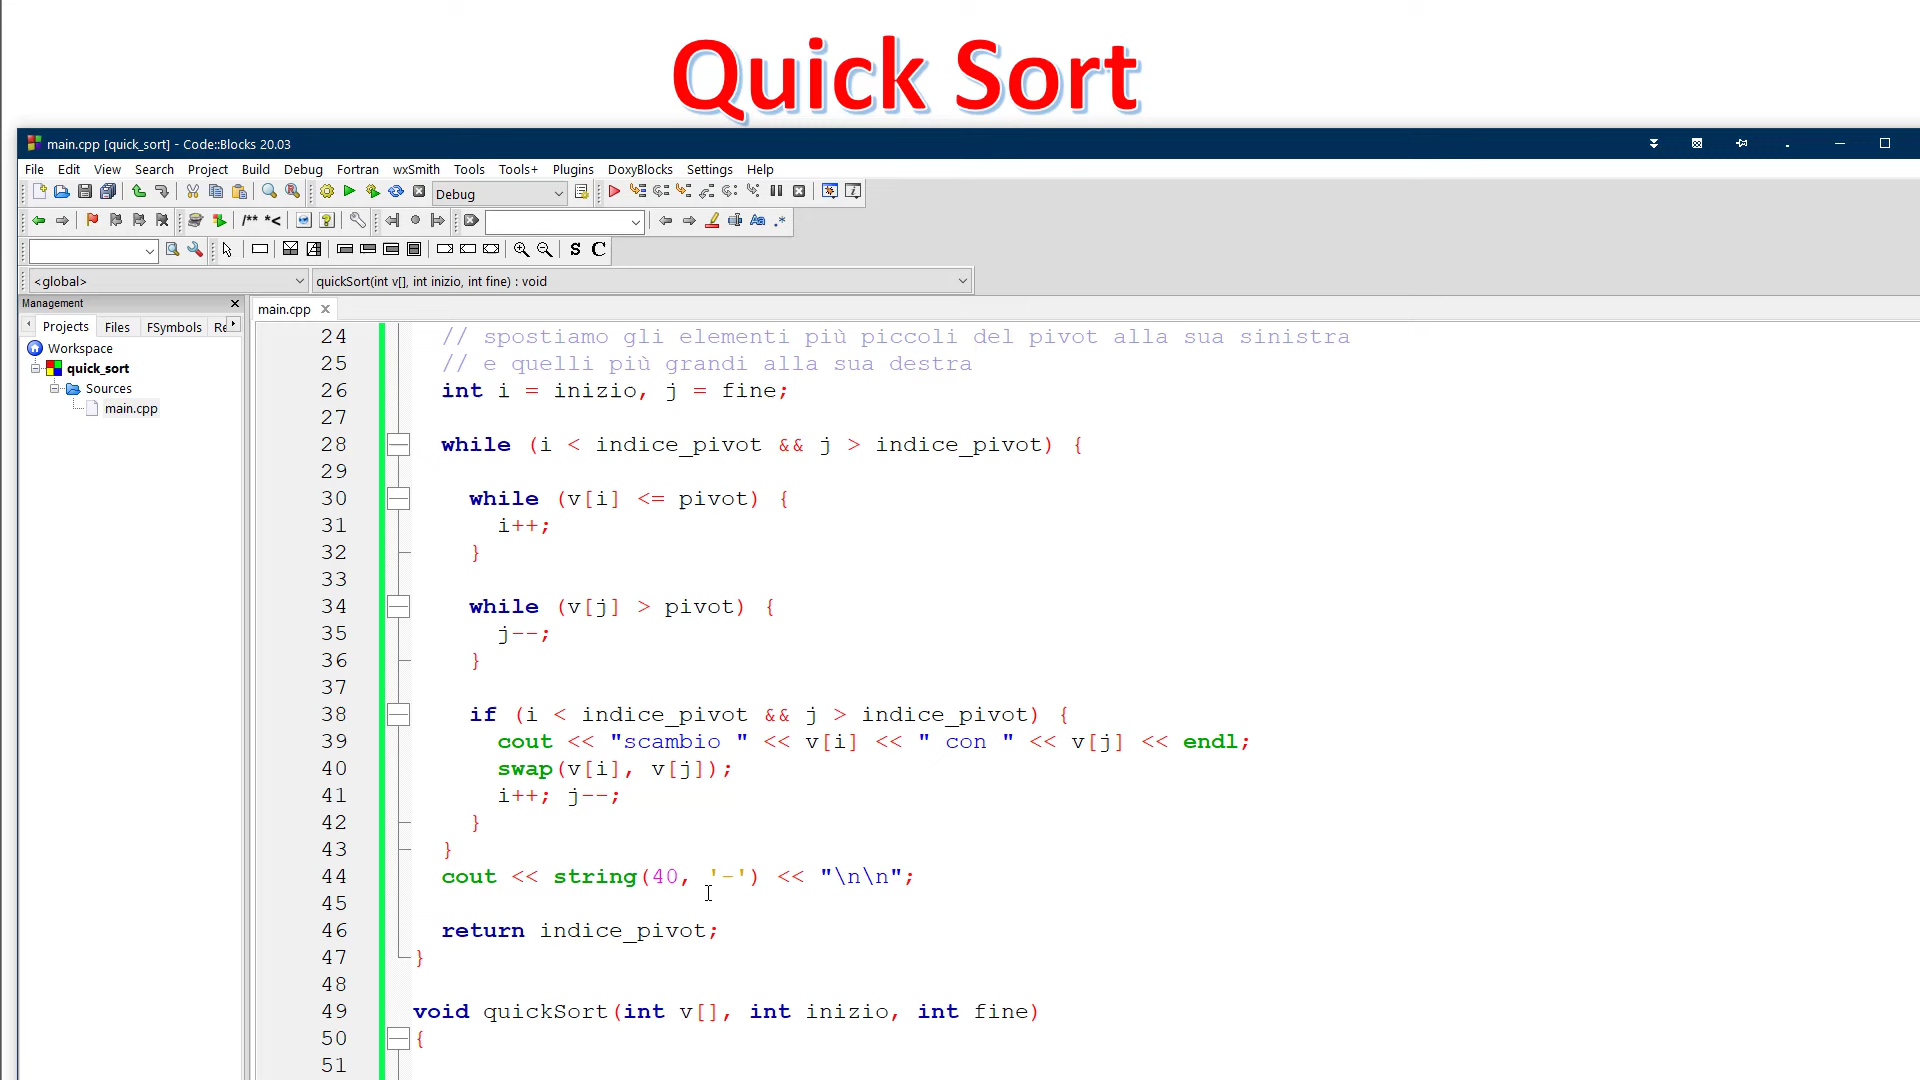 Quick Sort
main.cpp [quick_sort] - Code::Blocks 20.03
File Edit View Search Project Build Debug Fortran wxSmith Tools Tools+ Plugins DoxyBlocks Settings Help
Debug
/** *<
S C
<global>
quickSort(int v[], int inizio, int fine) : void
Management
main.cpp
Projects Files FSymbols Re
Workspace
quick_sort
Sources
main.cpp
24 // spostiamo gli elementi più piccoli del pivot alla sua sinistra
25 // e quelli più grandi alla sua destra
26 int i = inizio, j = fine;
27
28 while (i < indice_pivot && j > indice_pivot) {
29
30 while (v[i] <= pivot) {
31 i++;
32 }
33
34 while (v[j] > pivot) {
35 j--;
36 }
37
38 if (i < indice_pivot && j > indice_pivot) {
39 cout << "scambio " << v[i] << " con " << v[j] << endl;
40 swap(v[i], v[j]);
41 i++; j--;
42 }
43 }
44 cout << string(40, '-') << "\n\n";
45
46 return indice_pivot;
47 }
48
49 void quickSort(int v[], int inizio, int fine)
50 {
51